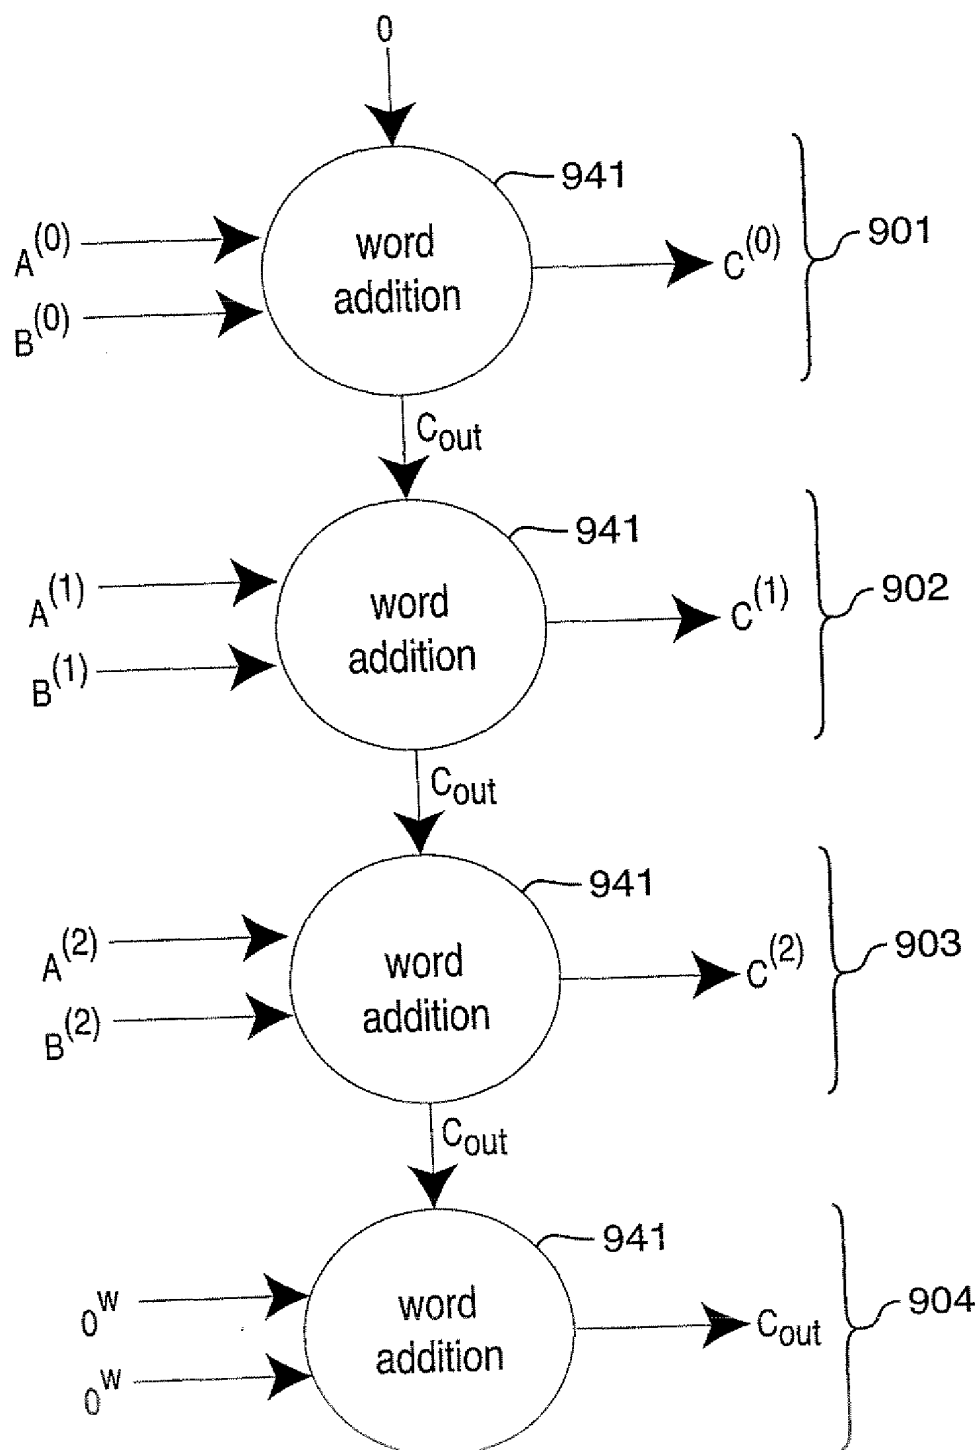 0
941
A(0)
B(0)
word
addition
C(0)
901
Cout
941
A(1)
B(1)
word
addition
C(1)
902
Cout
941
A(2)
B(2)
word
addition
C(2)
903
Cout
941
0w
0w
word
addition
Cout
904